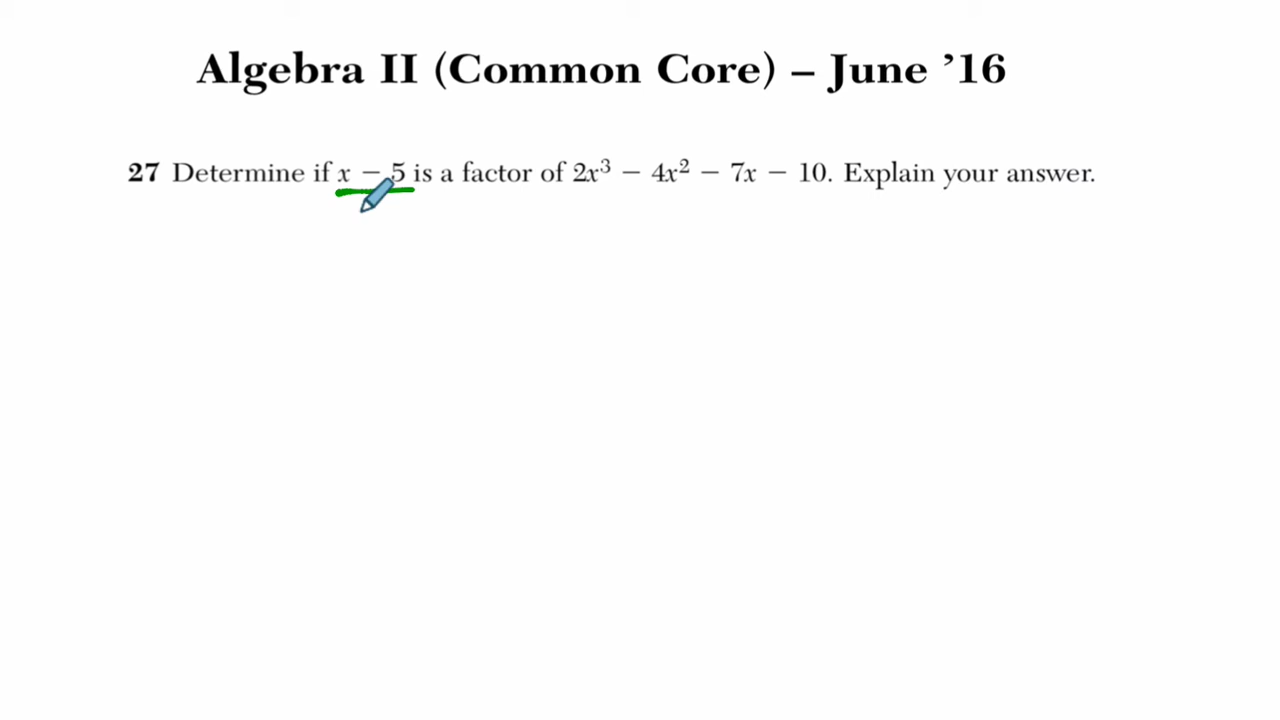 Algebra II (Common Core) – June ’16
27 Determine if x − 5 is a factor of 2x³ − 4x² − 7x − 10. Explain your answer.